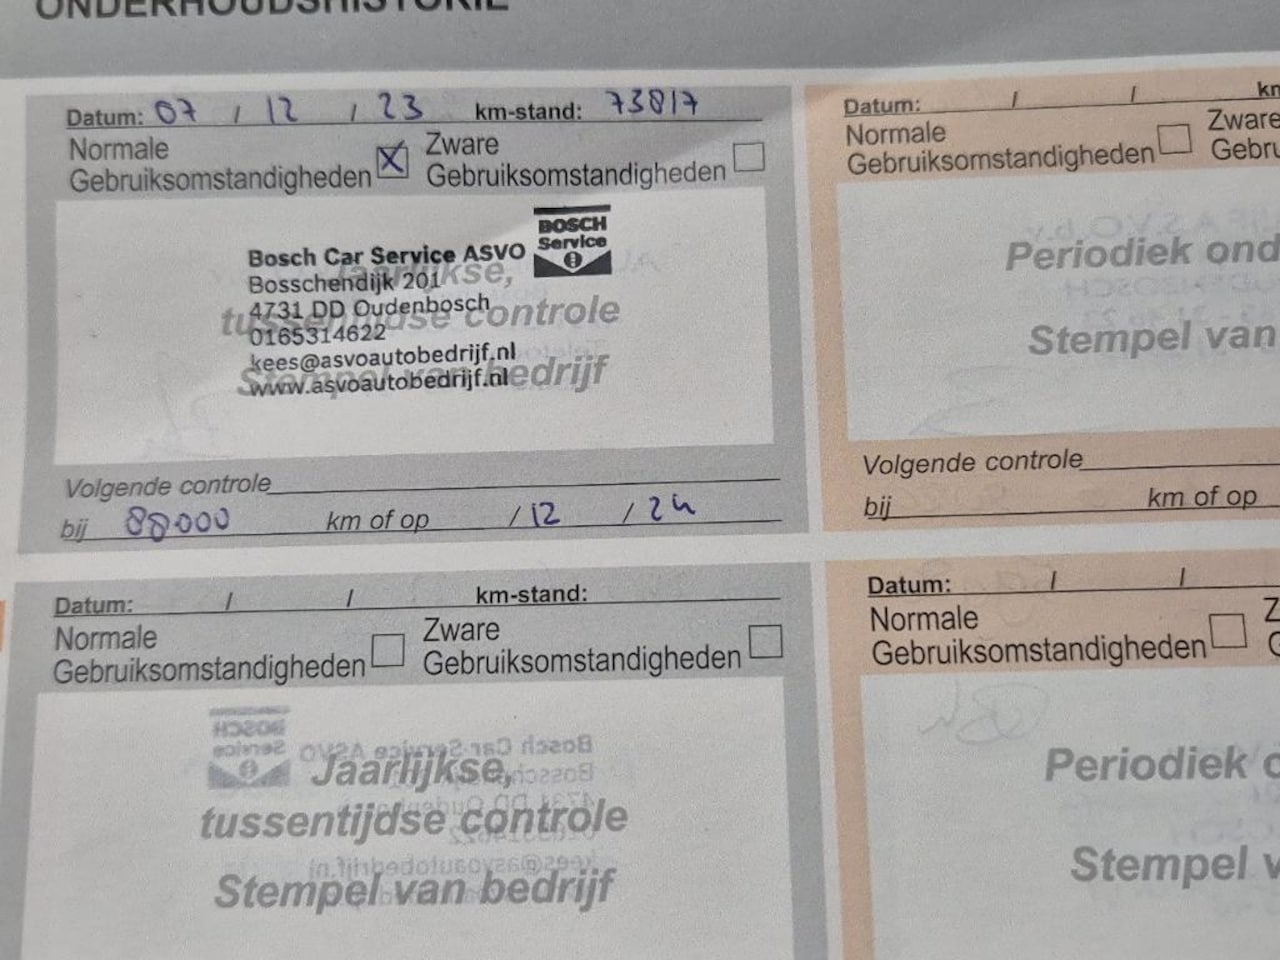 ONDERHOUDSHISTORIE
Datum: 07 / 12 / 23 km-stand: 73817
Normale
Gebruiksomstandigheden X Zware
Gebruiksomstandigheden
BOSCH
Service
Bosch Car Service ASVO
Bosschendijk 201
4731 DD Oudenbosch
0165314622
kees@asvoautobedrijf.nl
www.asvoautobedrijf.nl
Jaarlijkse,
tussentijdse controle
Stempel van bedrijf
Volgende controle
bij 88000 km of op / 12 / 24
Datum: / / km
Normale
Gebruiksomstandigheden
Zware
Gebru
Periodiek ond
Stempel van
Volgende controle
bij km of op
Datum: / / km-stand:
Normale
Gebruiksomstandigheden
Zware
Gebruiksomstandigheden
Jaarlijkse,
tussentijdse controle
Stempel van bedrijf
Datum: / /
Normale
Gebruiksomstandigheden
Z
G
Periodiek o
Stempel v